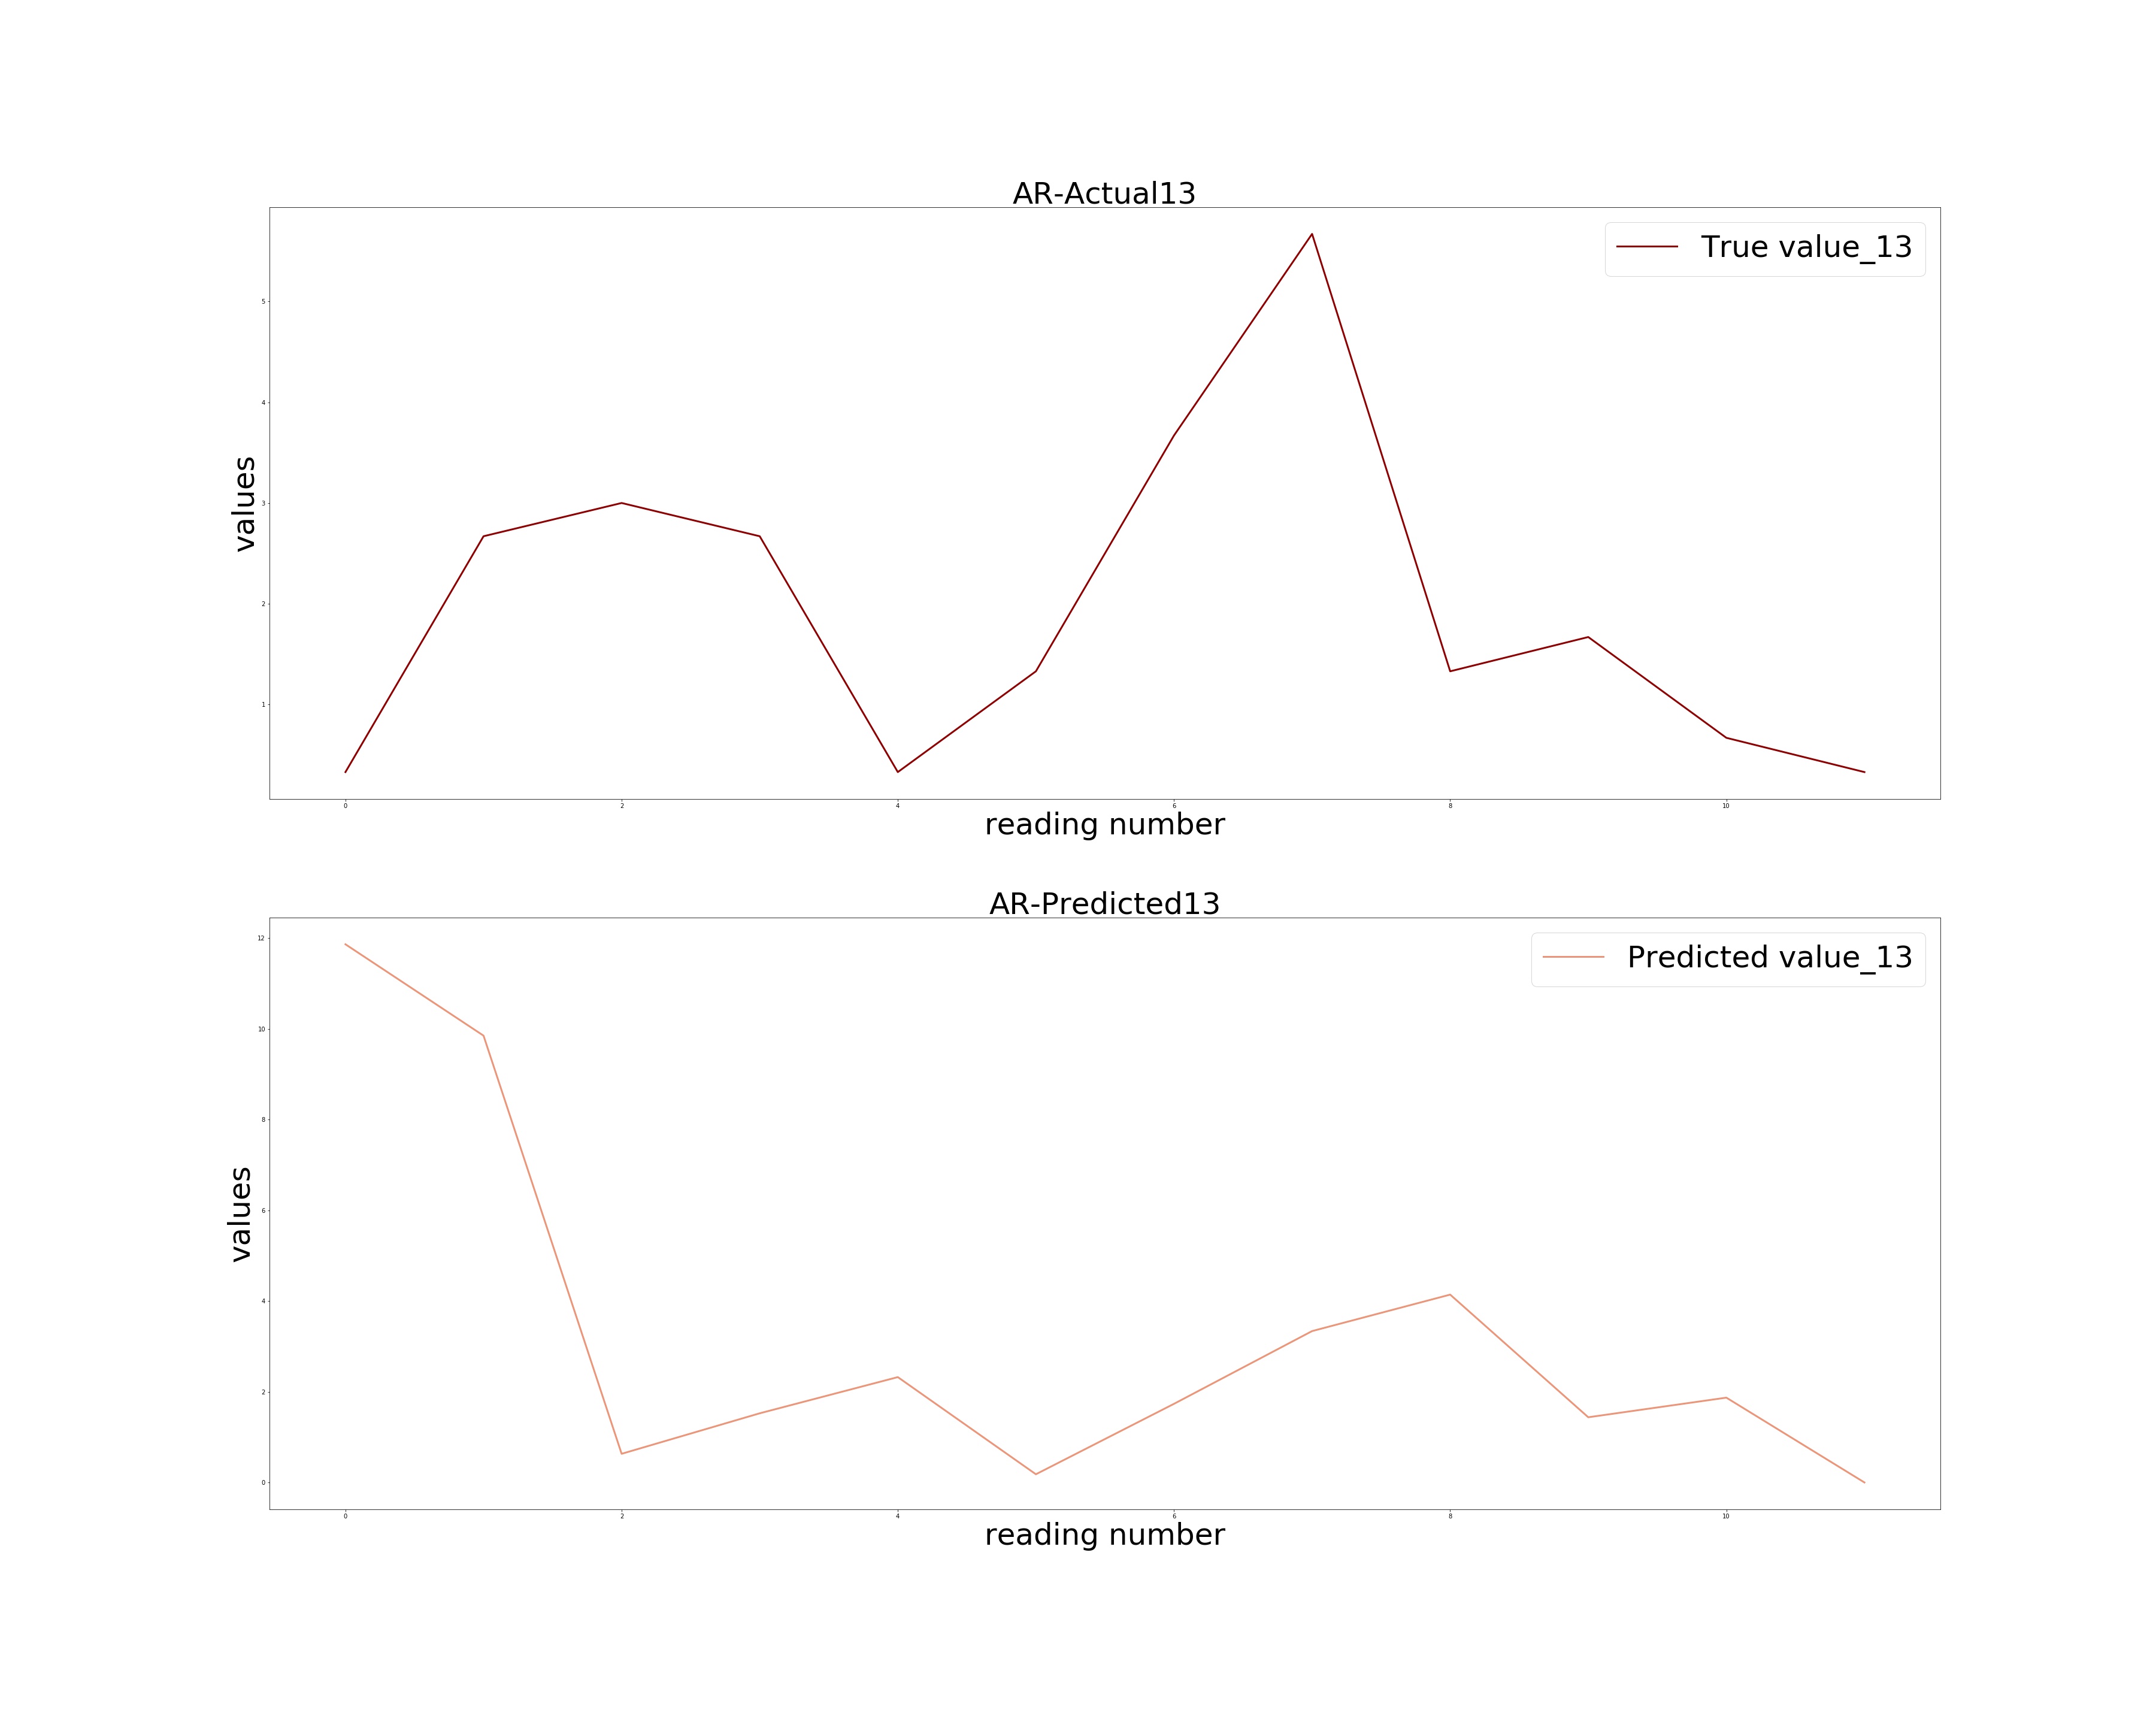 AR-Actual13
True value_13
values
5
4
3
2
1
0 2 4 6 8 10
reading number
AR-Predicted13
Predicted value_13
values
12
10
8
6
4
2
0
0 2 4 6 8 10
reading number